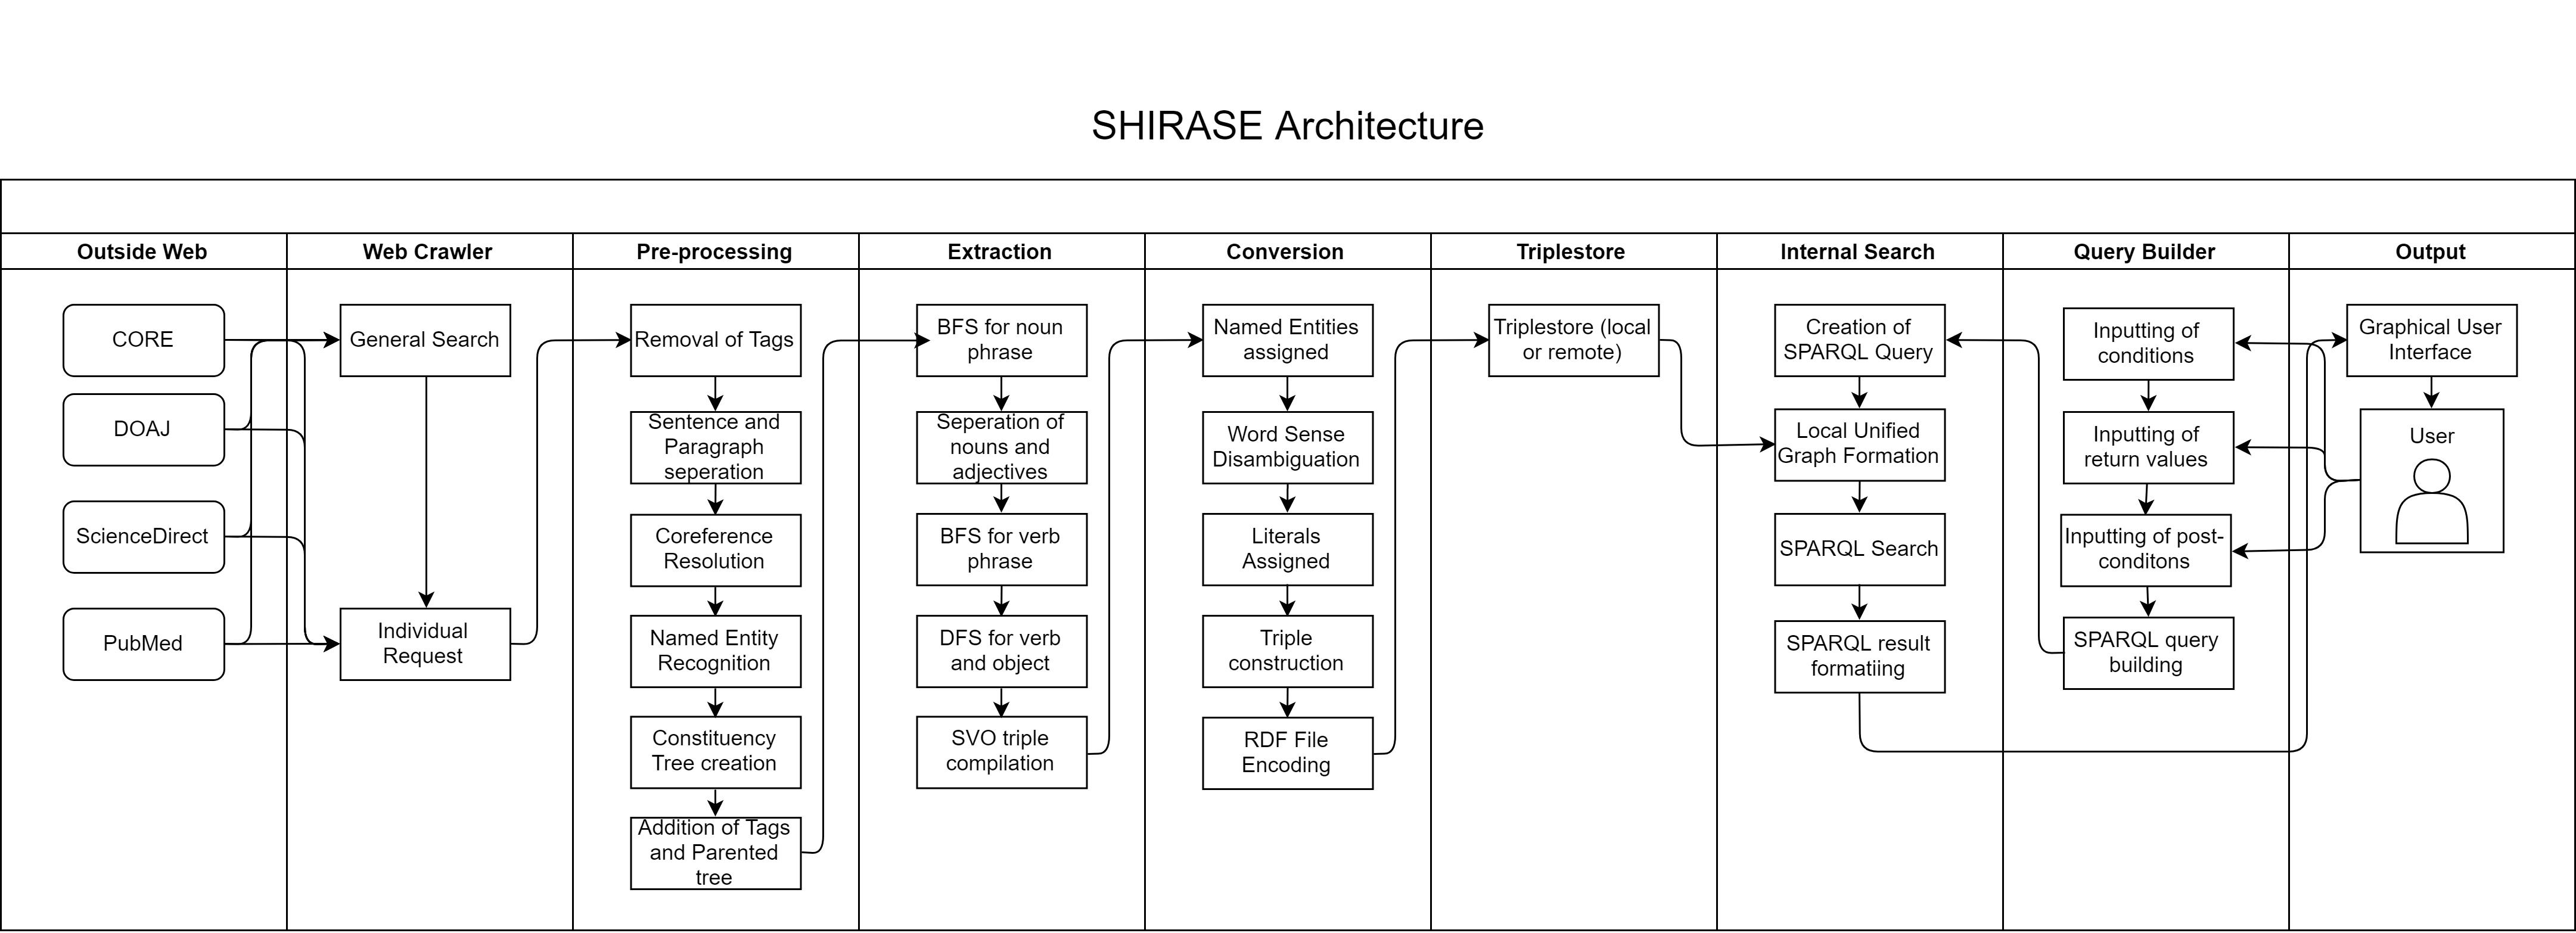 SHIRASE Architecture
Outside Web
Web Crawler
Pre-processing
Extraction
Conversion
Triplestore
Internal Search
Query Builder
Output
CORE
DOAJ
ScienceDirect
PubMed
General Search
Individual
Request
Removal of Tags
Sentence and
Paragraph
seperation
Coreference
Resolution
Named Entity
Recognition
Constituency
Tree creation
Addition of Tags
and Parented
tree
BFS for noun
phrase
Seperation of
nouns and
adjectives
BFS for verb
phrase
DFS for verb
and object
SVO triple
compilation
Named Entities
assigned
Word Sense
Disambiguation
Literals
Assigned
Triple
construction
RDF File
Encoding
Triplestore (local
or remote)
Creation of
SPARQL Query
Local Unified
Graph Formation
SPARQL Search
SPARQL result
formatiing
Inputting of
conditions
Inputting of
return values
Inputting of post-
conditons
SPARQL query
building
Graphical User
Interface
User